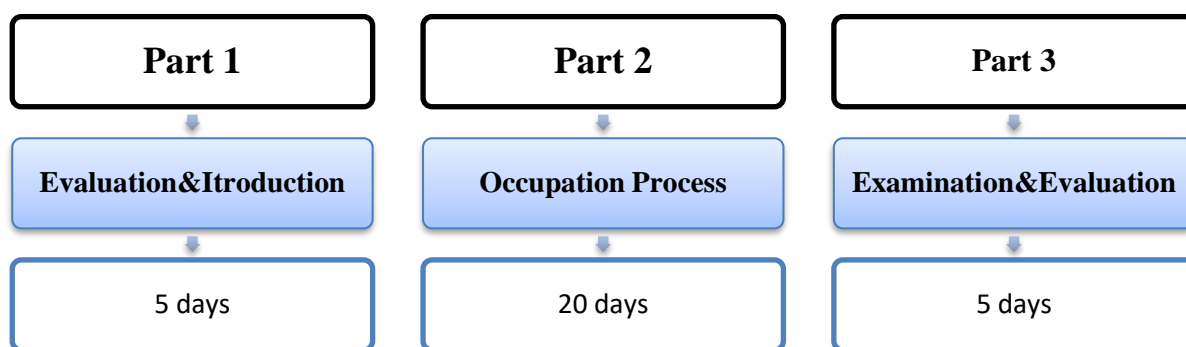 Part 1
Part 2
Part 3
Evaluation&Itroduction
Occupation Process
Examination&Evaluation
5 days
20 days
5 days